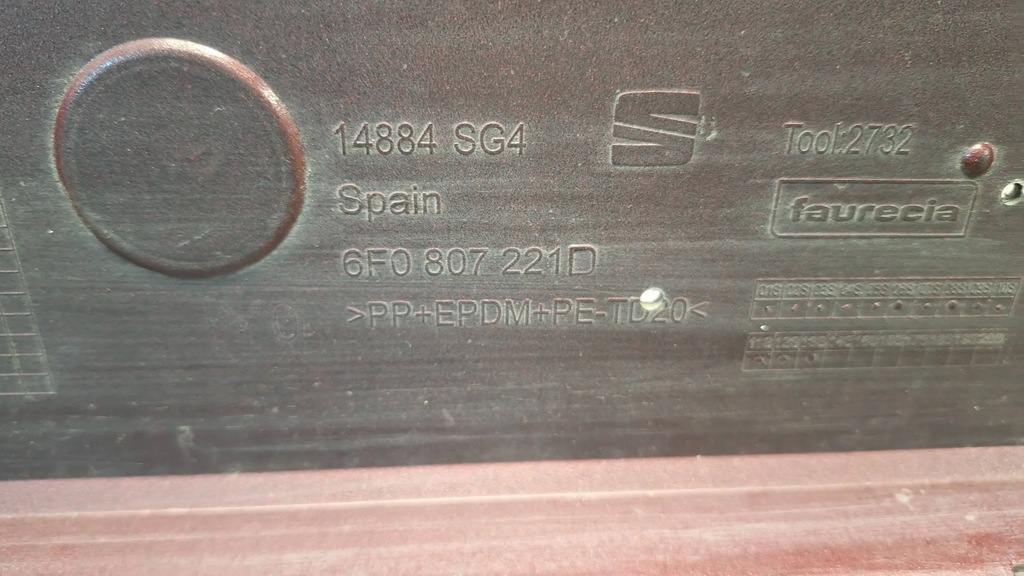 14884 SG4
Spain
6F0 807 221D
>PP+EPDM+PE-TD20<
Tool:2732
faurecia